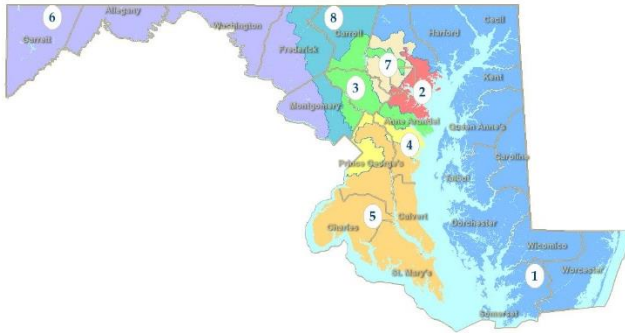 6
Allegany
Washington
8
Cecil
Garrett
Frederick
Carroll
Harford
7
Kent
3
2
Montgomery
Anne Arundel
Queen Anne's
4
Caroline
Prince George's
Talbot
5
Calvert
Charles
Dorchester
Wicomico
St. Mary's
1
Worcester
Somerset